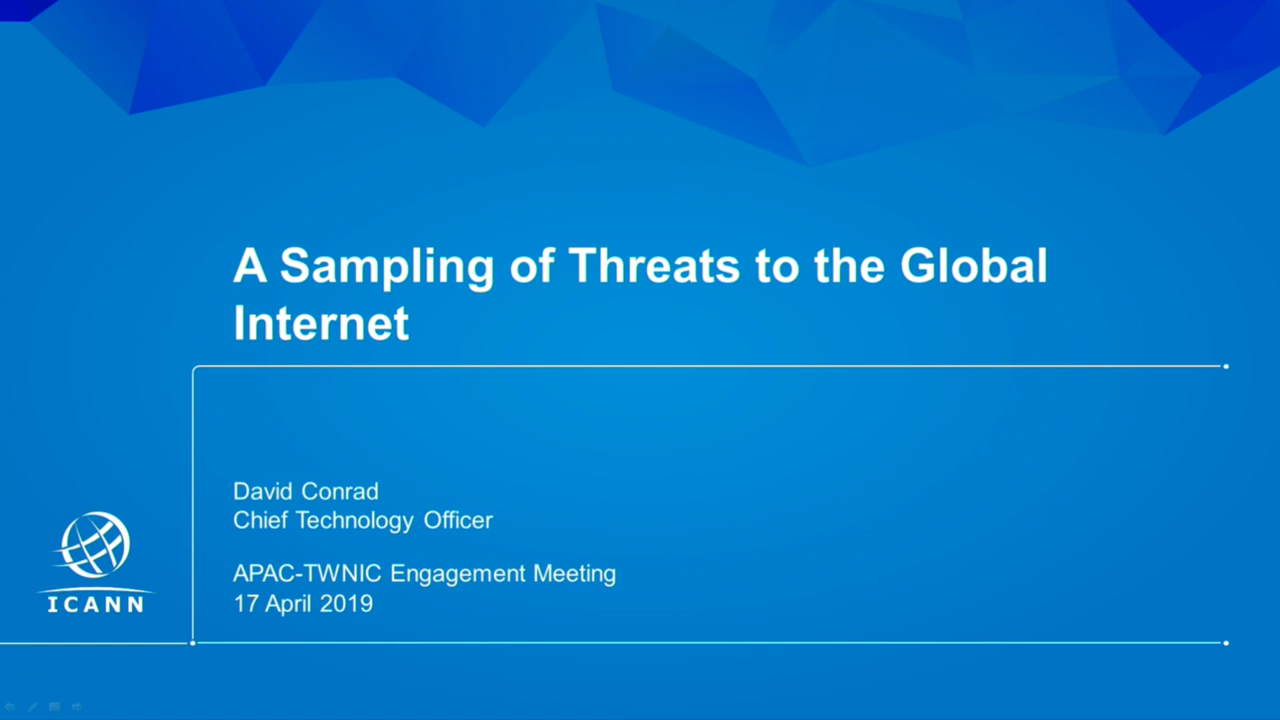 A Sampling of Threats to the Global
Internet
David Conrad
Chief Technology Officer
APAC-TWNIC Engagement Meeting
17 April 2019
ICANN